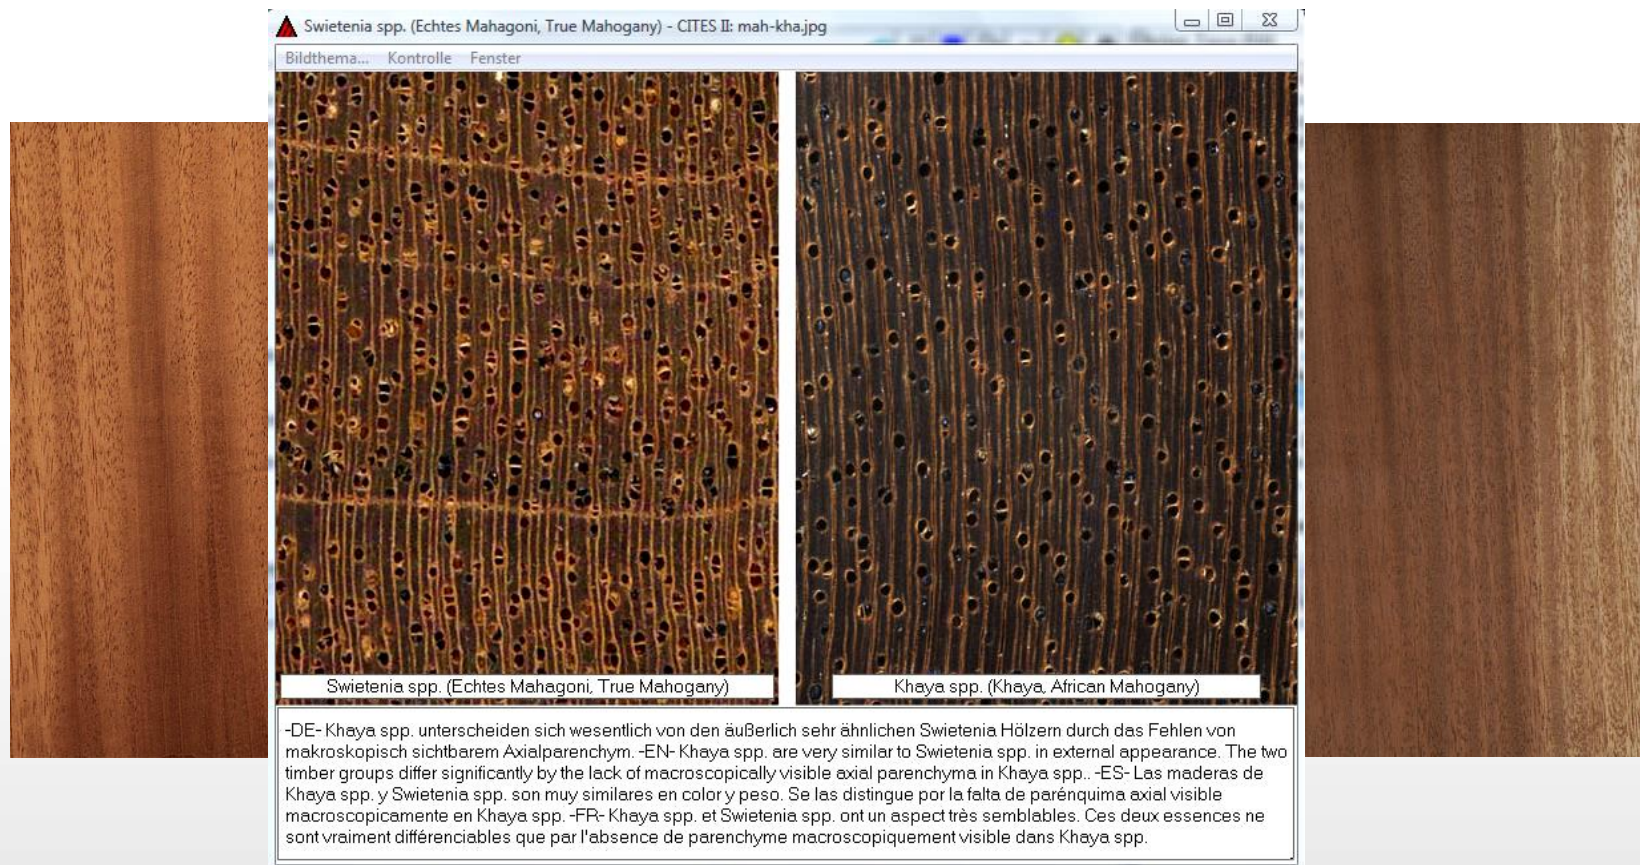 Swietenia spp. (Echtes Mahagoni, True Mahogany) - CITES II: mah-kha.jpg
Bildthema... Kontrolle Fenster
Swietenia spp. (Echtes Mahagoni, True Mahogany)
Khaya spp. (Khaya, African Mahogany)
-DE- Khaya spp. unterscheiden sich wesentlich von den äußerlich sehr ähnlichen Swietenia Hölzern durch das Fehlen von
makroskopisch sichtbarem Axialparenchym. -EN- Khaya spp. are very similar to Swietenia spp. in external appearance. The two
timber groups differ significantly by the lack of macroscopically visible axial parenchyma in Khaya spp.. -ES- Las maderas de
Khaya spp. y Swietenia spp. son muy similares en color y peso. Se las distingue por la falta de parénquima axial visible
macroscopicamente en Khaya spp. -FR- Khaya spp. et Swietenia spp. ont un aspect très semblables. Ces deux essences ne
sont vraiment différenciables que par l'absence de parenchyme macroscopiquement visible dans Khaya spp.